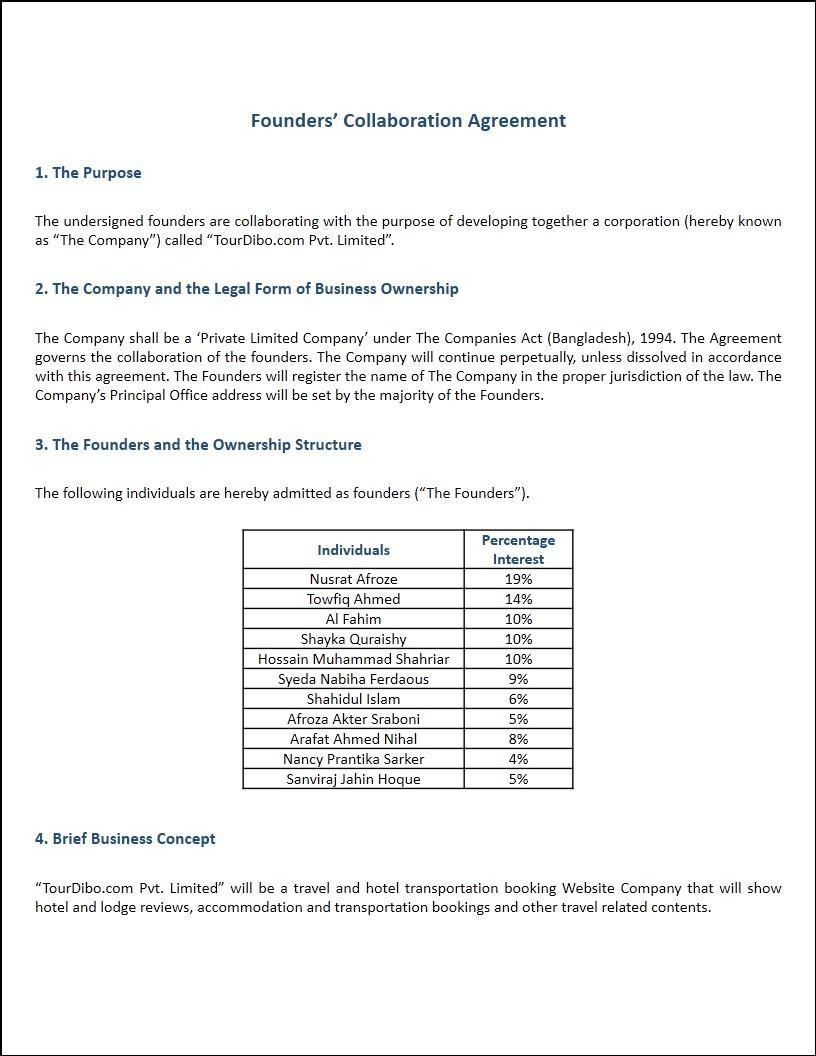 Founders’ Collaboration Agreement
1. The Purpose
The undersigned founders are collaborating with the purpose of developing together a corporation (hereby known
as “The Company”) called “TourDibo.com Pvt. Limited”.
2. The Company and the Legal Form of Business Ownership
The Company shall be a ‘Private Limited Company’ under The Companies Act (Bangladesh), 1994. The Agreement
governs the collaboration of the founders. The Company will continue perpetually, unless dissolved in accordance
with this agreement. The Founders will register the name of The Company in the proper jurisdiction of the law. The
Company’s Principal Office address will be set by the majority of the Founders.
3. The Founders and the Ownership Structure
The following individuals are hereby admitted as founders (“The Founders”).
Individuals Percentage
Interest
Nusrat Afroze 19%
Towfiq Ahmed 14%
Al Fahim 10%
Shayka Quraishy 10%
Hossain Muhammad Shahriar 10%
Syeda Nabiha Ferdaous 9%
Shahidul Islam 6%
Afroza Akter Sraboni 5%
Arafat Ahmed Nihal 8%
Nancy Prantika Sarker 4%
Sanviraj Jahin Hoque 5%
4. Brief Business Concept
“TourDibo.com Pvt. Limited” will be a travel and hotel transportation booking Website Company that will show
hotel and lodge reviews, accommodation and transportation bookings and other travel related contents.